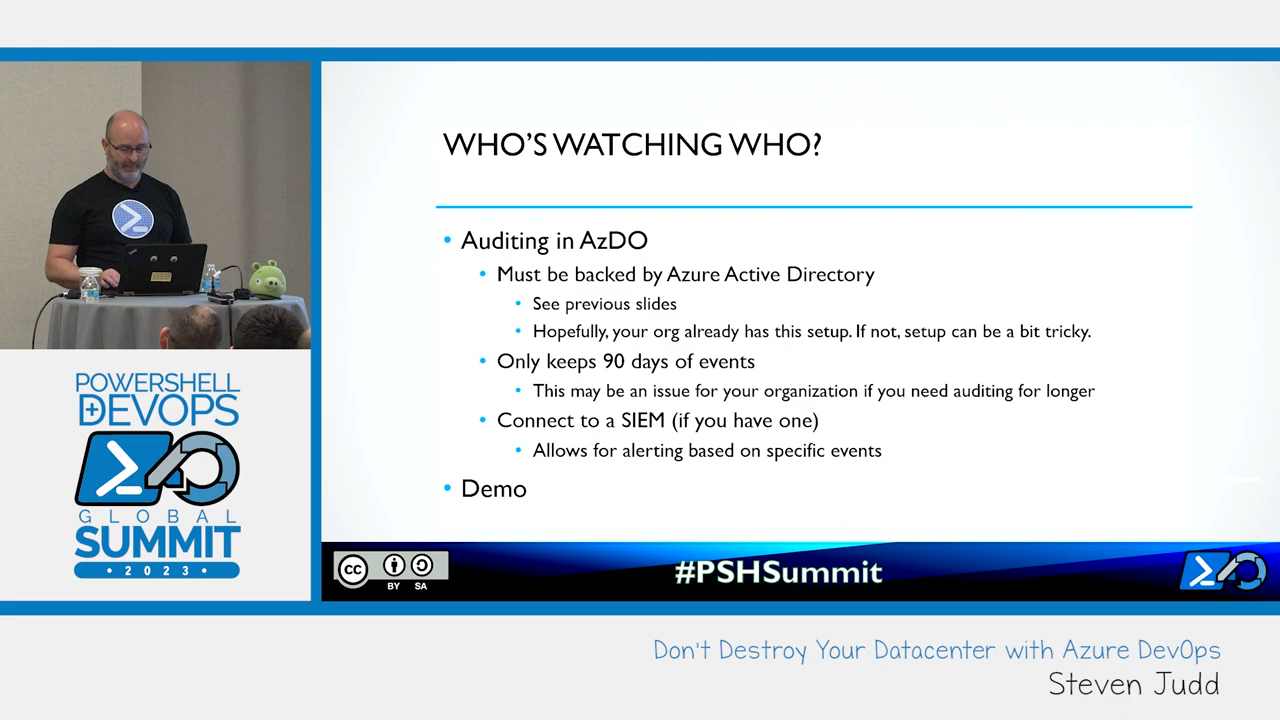 WHO'S WATCHING WHO?
• Auditing in AzDO
• Must be backed by Azure Active Directory
• See previous slides
• Hopefully, your org already has this setup. If not, setup can be a bit tricky.
• Only keeps 90 days of events
• This may be an issue for your organization if you need auditing for longer
• Connect to a SIEM (if you have one)
• Allows for alerting based on specific events
• Demo
POWERSHELL
+DEVOPS
GLOBAL
SUMMIT
• 2023 •
cc
BY SA
#PSHSummit
Don't Destroy Your Datacenter with Azure DevOps
Steven Judd